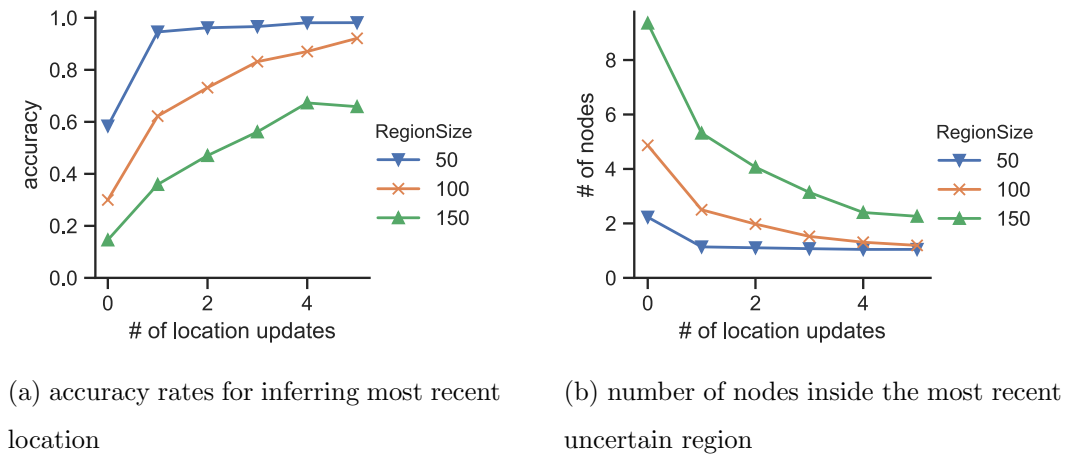 1.0
0.8
0.6
0.4
0.2
0.0
accuracy
0 2 4
# of location updates
RegionSize
50
100
150
8
6
4
2
0
# of nodes
0 2 4
# of location updates
RegionSize
50
100
150
(a) accuracy rates for inferring most recent
location
(b) number of nodes inside the most recent
uncertain region